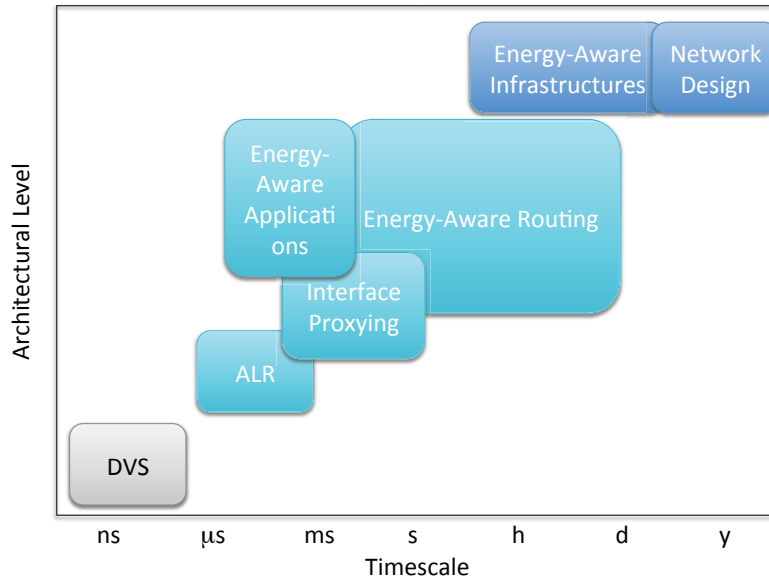 Architectural Level
Energy-Aware
Infrastructures
Network
Design
Energy-
Aware
Applicati
ons
Energy-Aware Routing
Interface
Proxying
ALR
DVS
ns μs ms s h d y
Timescale